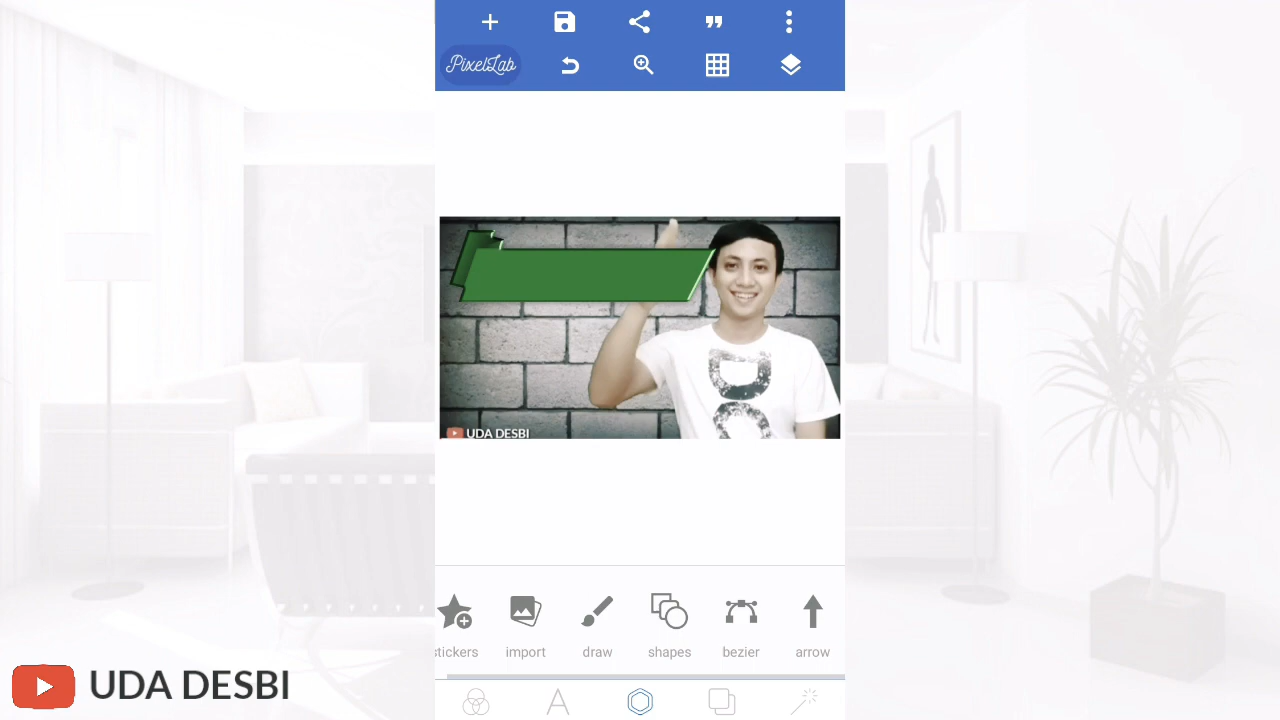 PixelLab
UDA DESBI
stickers import draw shapes bezier arrow
UDA DESBI